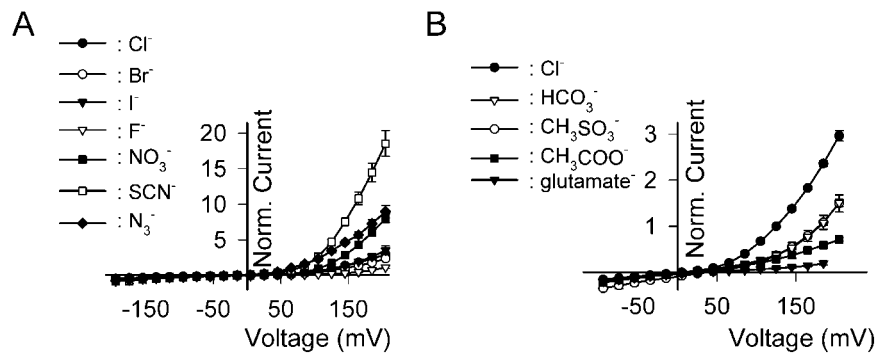 A
: Cl⁻
: Br⁻
: I⁻
: F⁻
: NO₃⁻
: SCN⁻
: N₃⁻
Norm. Current
20
15
10
5
-150
-50
50
150
Voltage (mV)
B
: Cl⁻
: HCO₃⁻
: CH₃SO₃⁻
: CH₃COO⁻
: glutamate⁻
Norm. Current
3
2
1
-50
50
150
Voltage (mV)